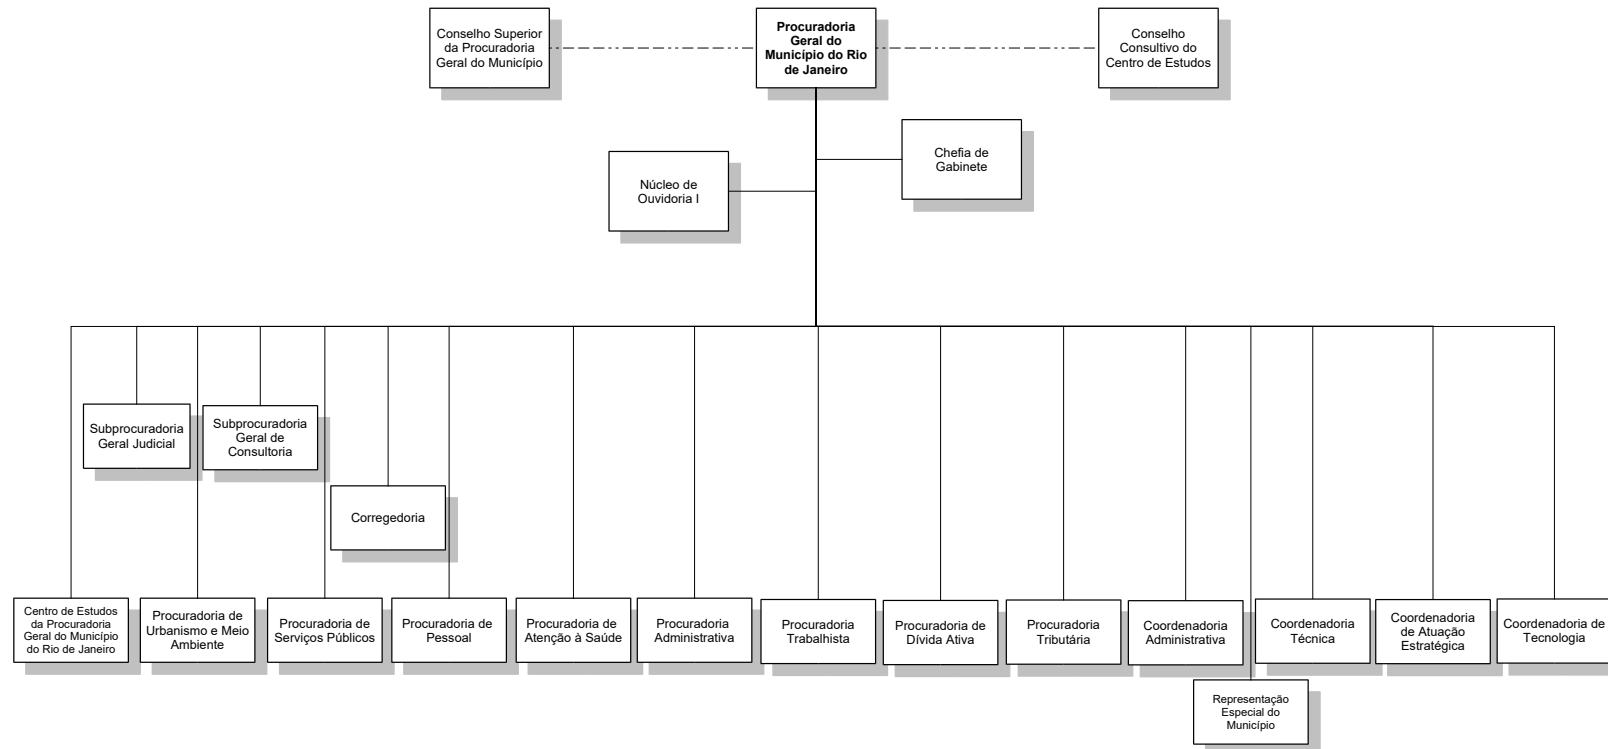 Conselho Superior
da Procuradoria
Geral do Município
Procuradoria
Geral do
Município do Rio
de Janeiro
Conselho
Consultivo do
Centro de Estudos
Chefia de
Gabinete
Núcleo de
Ouvidoria I
Subprocuradoria
Geral Judicial
Subprocuradoria
Geral de
Consultoria
Corregedoria
Centro de Estudos
da Procuradoria
Geral do Município
do Rio de Janeiro
Procuradoria de
Urbanismo e Meio
Ambiente
Procuradoria de
Serviços Públicos
Procuradoria de
Pessoal
Procuradoria de
Atenção à Saúde
Procuradoria
Administrativa
Procuradoria
Trabalhista
Procuradoria de
Dívida Ativa
Procuradoria
Tributária
Coordenadoria
Administrativa
Coordenadoria
Técnica
Coordenadoria
de Atuação
Estratégica
Coordenadoria de
Tecnologia
Representação
Especial do
Município